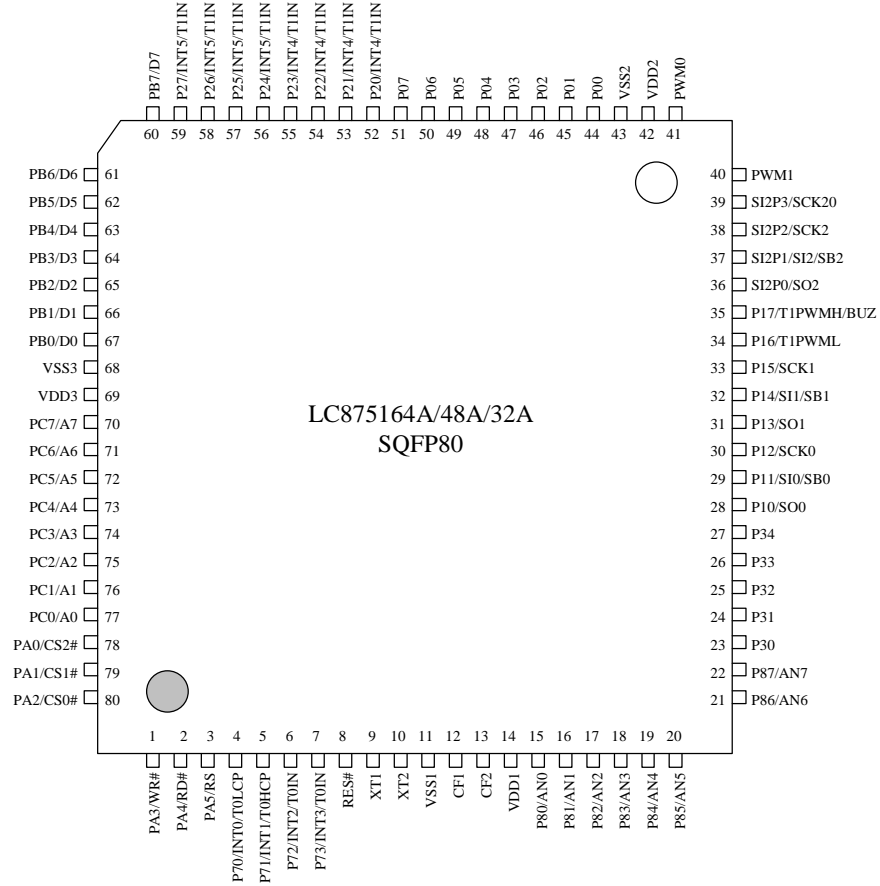 PB7/D7
P27/INT5/T1IN
P26/INT5/T1IN
P25/INT5/T1IN
P24/INT5/T1IN
P23/INT4/T1IN
P22/INT4/T1IN
P21/INT4/T1IN
P20/INT4/T1IN
P07
P06
P05
P04
P03
P02
P01
P00
VSS2
VDD2
PWM0
60 59 58 57 56 55 54 53 52 51 50 49 48 47 46 45 44 43 42 41
PB6/D6 61
PB5/D5 62
PB4/D4 63
PB3/D3 64
PB2/D2 65
PB1/D1 66
PB0/D0 67
VSS3 68
VDD3 69
PC7/A7 70
PC6/A6 71
PC5/A5 72
PC4/A4 73
PC3/A3 74
PC2/A2 75
PC1/A1 76
PC0/A0 77
PA0/CS2# 78
PA1/CS1# 79
PA2/CS0# 80
LC875164A/48A/32A
SQFP80
40 PWM1
39 SI2P3/SCK20
38 SI2P2/SCK2
37 SI2P1/SI2/SB2
36 SI2P0/SO2
35 P17/T1PWMH/BUZ
34 P16/T1PWML
33 P15/SCK1
32 P14/SI1/SB1
31 P13/SO1
30 P12/SCK0
29 P11/SI0/SB0
28 P10/SO0
27 P34
26 P33
25 P32
24 P31
23 P30
22 P87/AN7
21 P86/AN6
1 2 3 4 5 6 7 8 9 10 11 12 13 14 15 16 17 18 19 20
PA3/WR#
PA4/RD#
PA5/RS
P70/INT0/T0LCP
P71/INT1/T0HCP
P72/INT2/T0IN
P73/INT3/T0IN
RES#
XT1
XT2
VSS1
CF1
CF2
VDD1
P80/AN0
P81/AN1
P82/AN2
P83/AN3
P84/AN4
P85/AN5